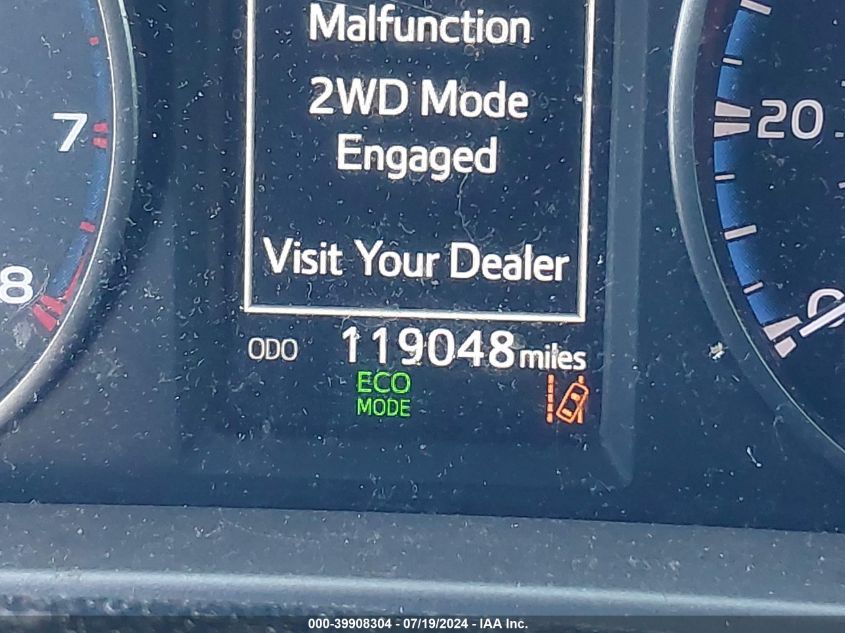 Malfunction
2WD Mode
Engaged
Visit Your Dealer
ODO 119048 miles
ECO
MODE
7
8
20
0
000-39908304 - 07/19/2024 - IAA Inc.